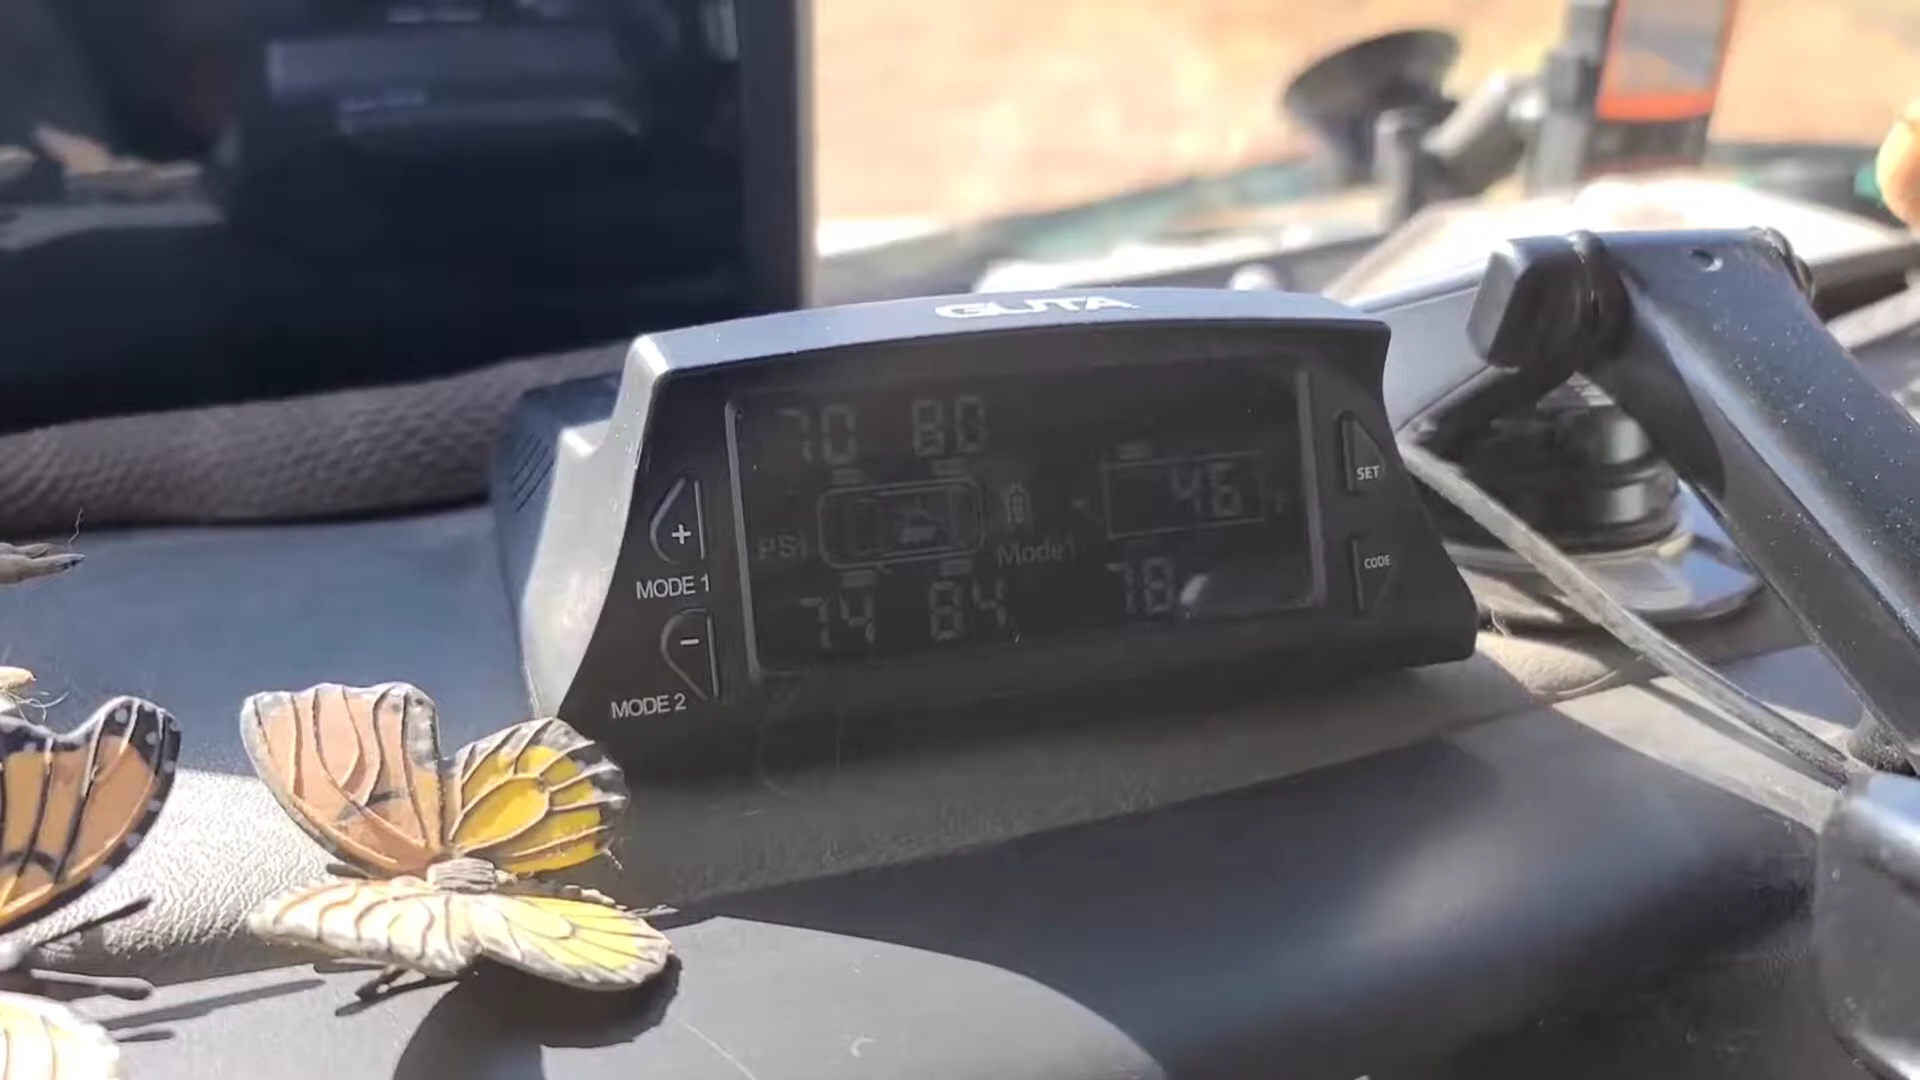 GUTA
70 80
46
SET
+
PSI
Mode1
CODE
MODE 1
74 84
78
-
MODE 2